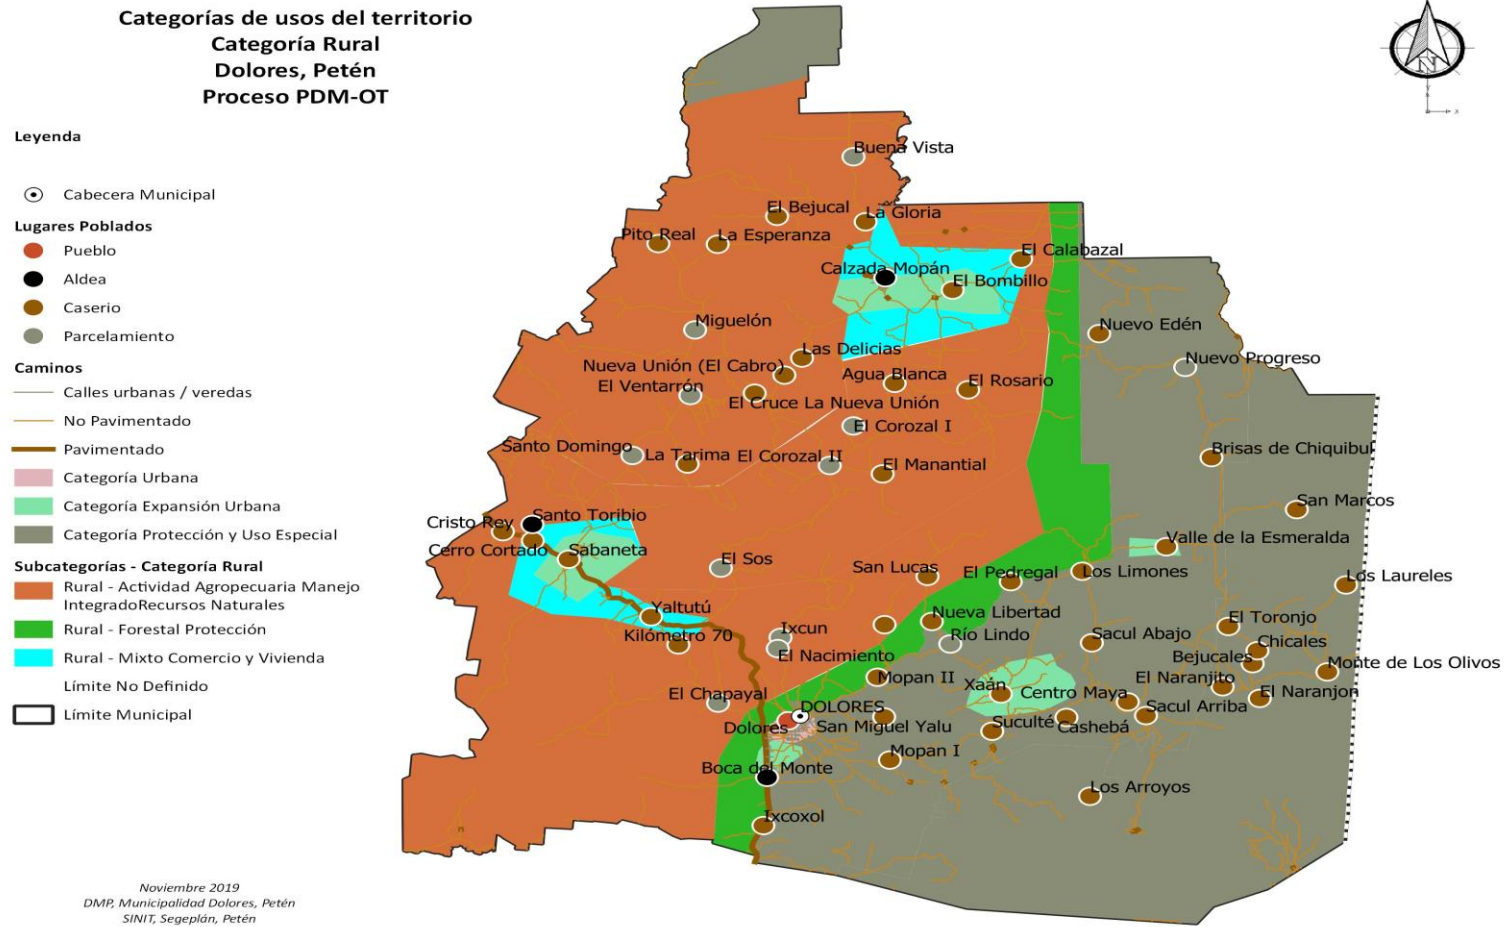 Categorías de usos del territorio
Categoría Rural
Dolores, Petén
Proceso PDM-OT
Leyenda
Cabecera Municipal
Lugares Poblados
Pueblo
Aldea
Caserio
Parcelamiento
Caminos
Calles urbanas / veredas
No Pavimentado
Pavimentado
Categoría Urbana
Categoría Expansión Urbana
Categoría Protección y Uso Especial
Subcategorías - Categoría Rural
Rural - Actividad Agropecuaria Manejo
IntegradoRecursos Naturales
Rural - Forestal Protección
Rural - Mixto Comercio y Vivienda
Límite No Definido
Límite Municipal
Noviembre 2019
DMP, Municipalidad Dolores, Petén
SINIT, Segeplán, Petén
N
Y
X
Buena Vista
El Bejucal
La Gloria
Pito Real
La Esperanza
El Calabazal
Calzada Mopán
El Bombillo
Miguelón
Nuevo Edén
Las Delicias
Nuevo Progreso
Nueva Unión (El Cabro)
Agua Blanca
El Rosario
El Ventarrón
El Cruce La Nueva Unión
El Corozal I
Santo Domingo
La Tarima
El Corozal II
El Manantial
Brisas de Chiquibul
San Marcos
Cristo Rey
Santo Toribio
Cerro Cortado
Sabaneta
Valle de la Esmeralda
El Sos
San Lucas
El Pedregal
Los Limones
Los Laureles
Yaltutú
Nueva Libertad
El Toronjo
Kilómetro 70
Ixcun
Río Lindo
Sacul Abajo
Chicales
El Nacimiento
Bejucales
Monte de Los Olivos
Mopan II
Xaán
El Naranjito
El Chapayal
Centro Maya
El Naranjon
DOLORES
Sacul Arriba
Dolores
San Miguel Yalu
Suculté
Cashebá
Mopan I
Boca del Monte
Los Arroyos
Ixcoxol